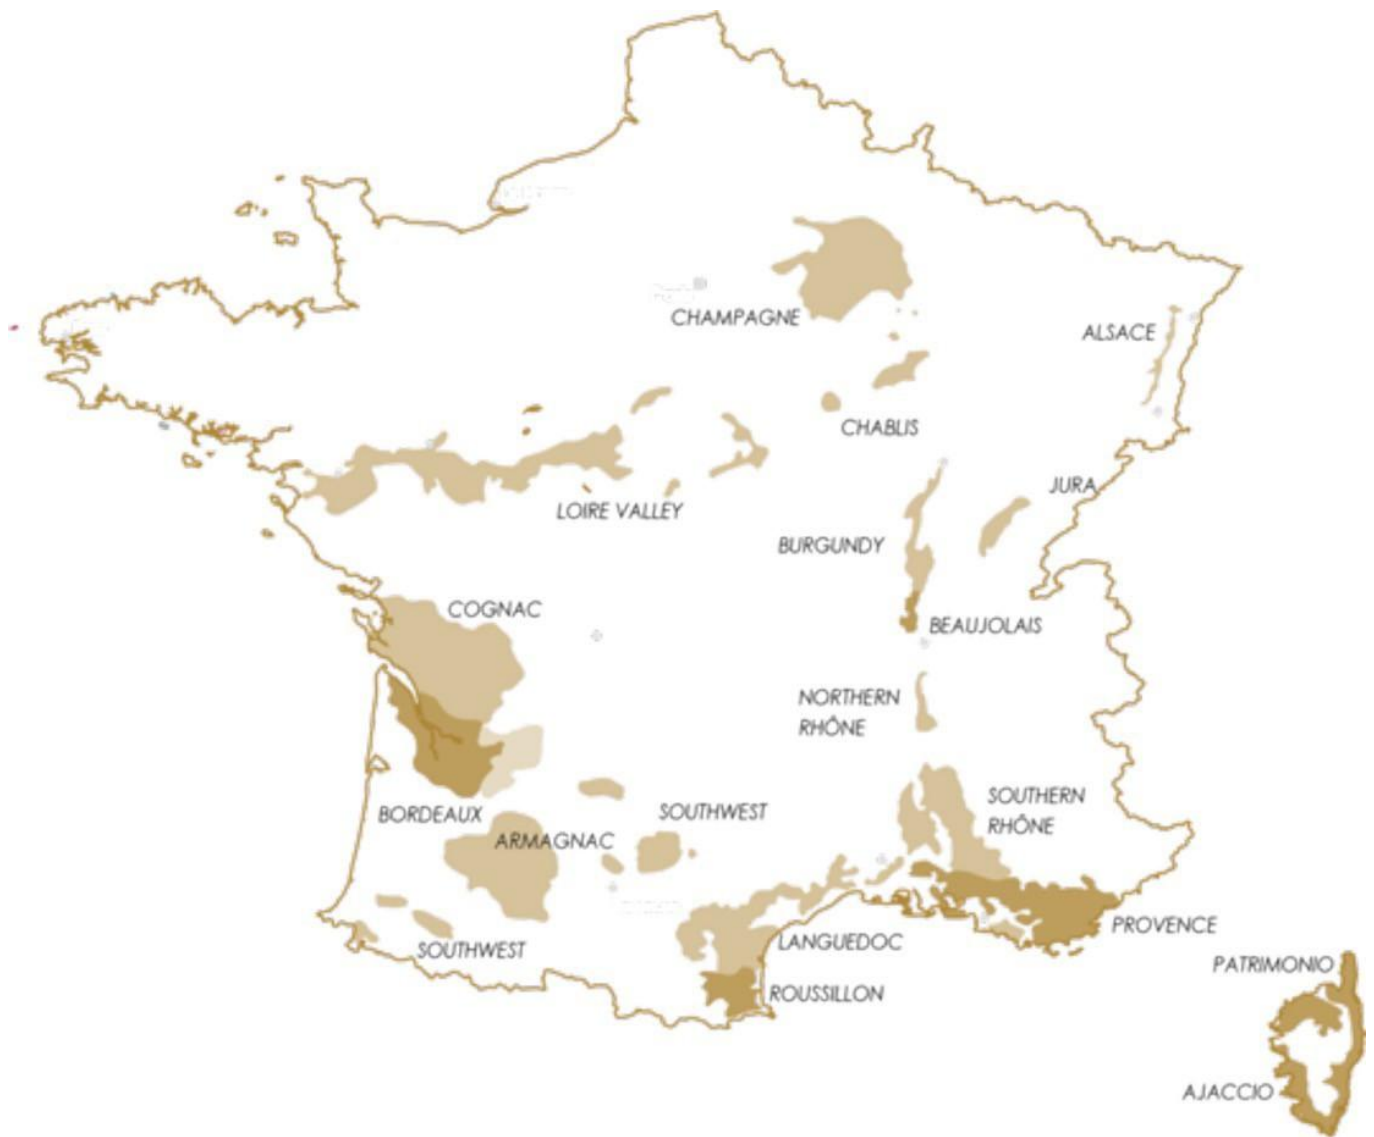 CHAMPAGNE
ALSACE
CHABLIS
JURA
LOIRE VALLEY
BURGUNDY
COGNAC
BEAUJOLAIS
NORTHERN
RHÔNE
SOUTHERN
RHÔNE
BORDEAUX
SOUTHWEST
ARMAGNAC
PROVENCE
SOUTHWEST
LANGUEDOC
PATRIMONIO
ROUSSILLON
AJACCIO